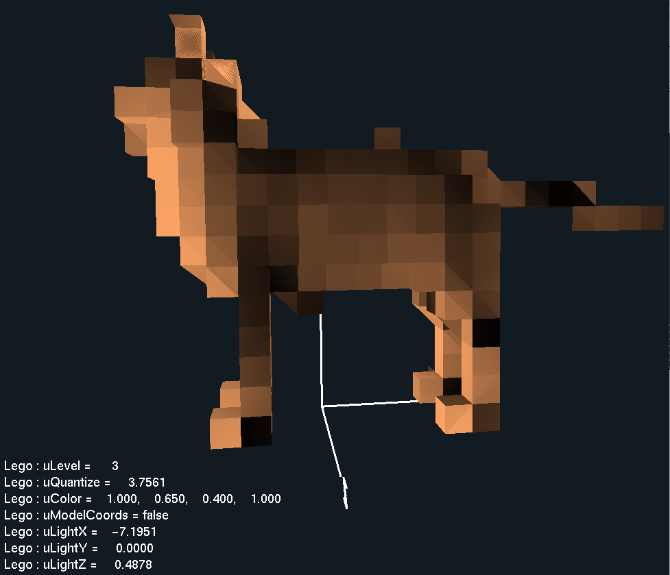 Lego : uLevel = 3
Lego : uQuantize = 3.7561
Lego : uColor = 1.000, 0.650, 0.400, 1.000
Lego : uModelCoords = false
Lego : uLightX = −7.1951
Lego : uLightY = 0.0000
Lego : uLightZ = 0.4878